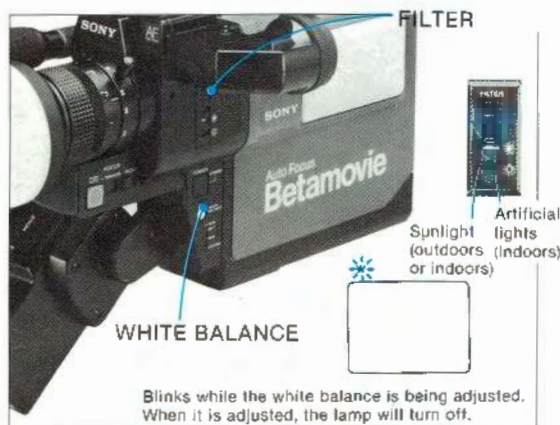 FILTER
SONY
AE
SONY
FILTER
Auto Focus
Betamovie
Sunlight
(outdoors
or indoors)
Artificial
lights
(indoors)
WHITE BALANCE
Blinks while the white balance is being adjusted.
When it is adjusted, the lamp will turn off.